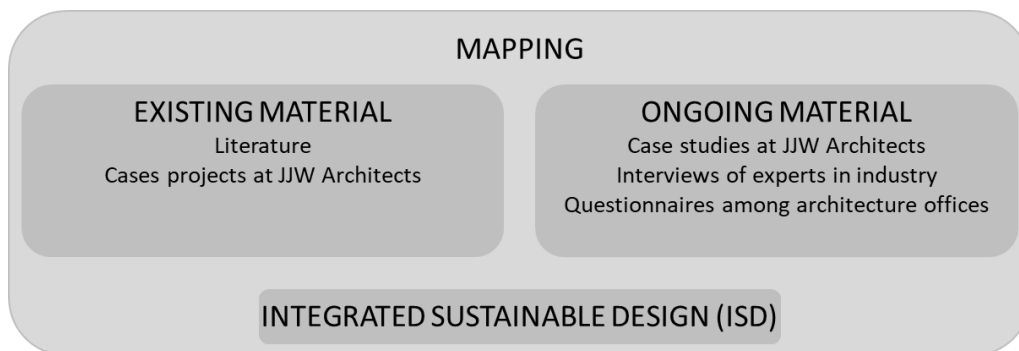 MAPPING
EXISTING MATERIAL
Literature
Cases projects at JJW Architects
ONGOING MATERIAL
Case studies at JJW Architects
Interviews of experts in industry
Questionnaires among architecture offices
INTEGRATED SUSTAINABLE DESIGN (ISD)